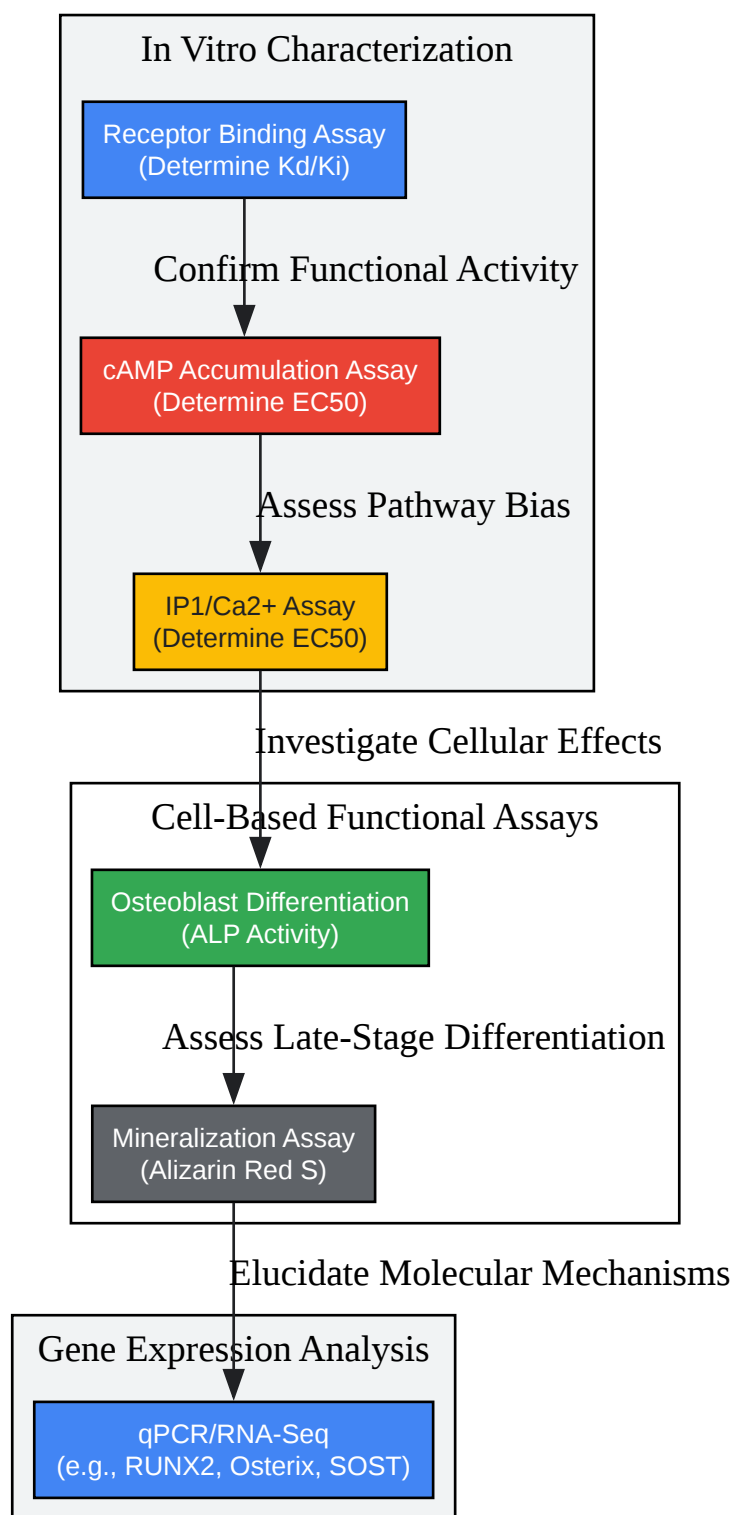 In Vitro Characterization
Receptor Binding Assay
(Determine Kd/Ki)
Confirm Functional Activity
cAMP Accumulation Assay
(Determine EC50)
Assess Pathway Bias
IP1/Ca2+ Assay
(Determine EC50)
Investigate Cellular Effects
Cell-Based Functional Assays
Osteoblast Differentiation
(ALP Activity)
Assess Late-Stage Differentiation
Mineralization Assay
(Alizarin Red S)
Elucidate Molecular Mechanisms
Gene Expression Analysis
qPCR/RNA-Seq
(e.g., RUNX2, Osterix, SOST)